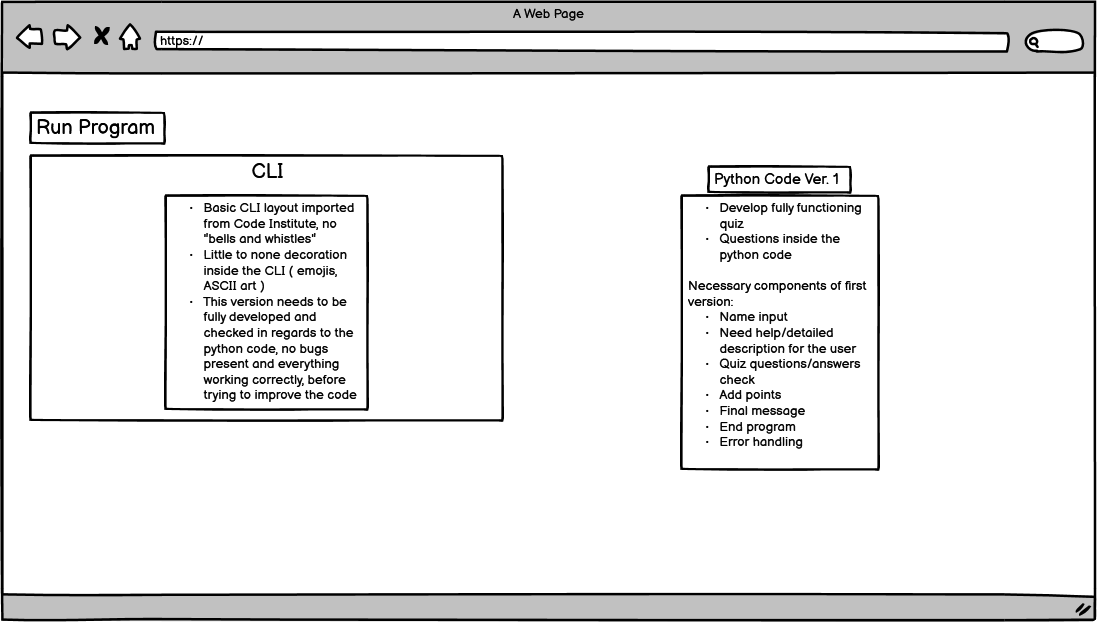 A Web Page
https://
Run Program
CLI
· Basic CLI layout imported
from Code Institute, no
"bells and whistles"
· Little to none decoration
inside the CLI ( emojis,
ASCII art )
· This version needs to be
fully developed and
checked in regards to the
python code, no bugs
present and everything
working correctly, before
trying to improve the code
Python Code Ver. 1
· Develop fully functioning
quiz
· Questions inside the
python code
Necessary components of first
version:
· Name input
· Need help/detailed
description for the user
· Quiz questions/answers
check
· Add points
· Final message
· End program
· Error handling